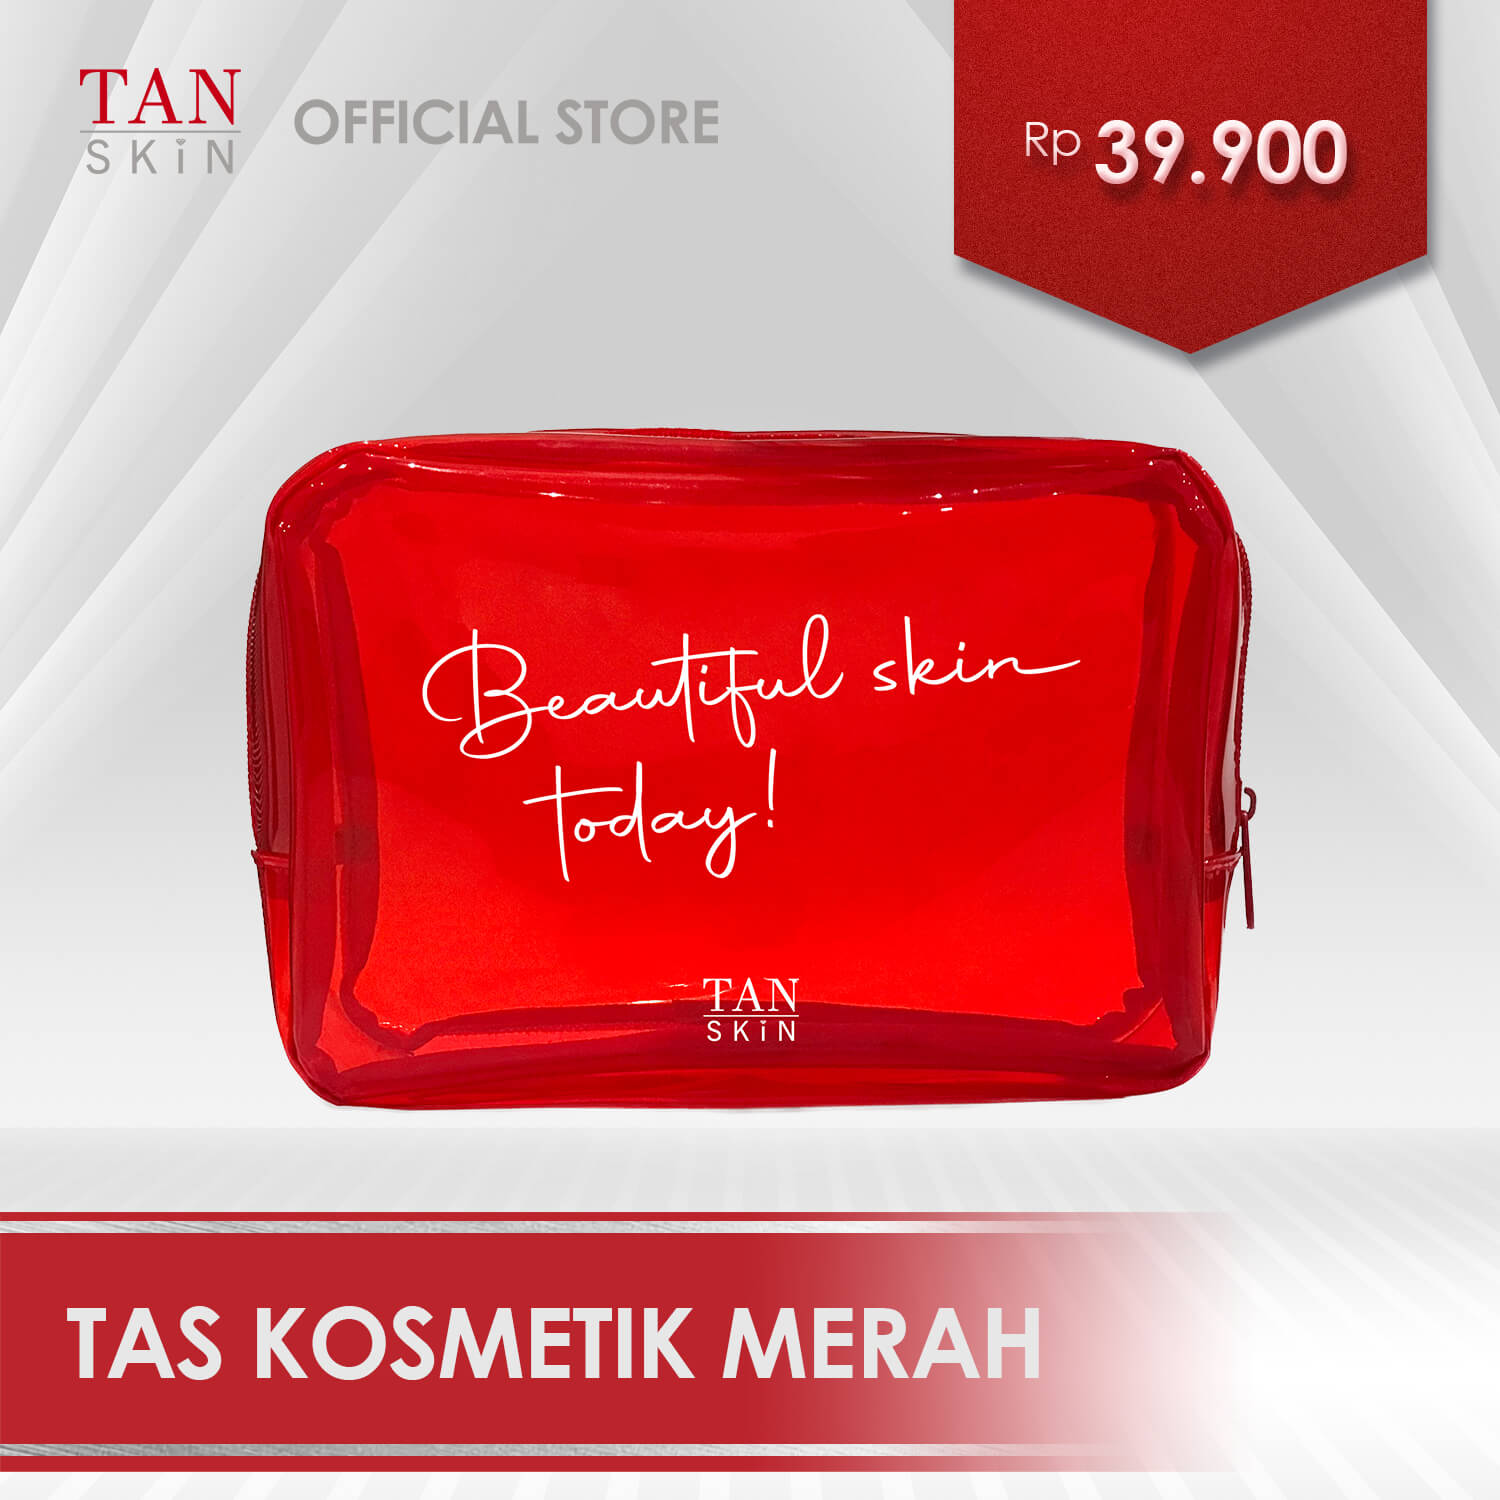 TAN
SKiN
OFFICIAL STORE
Rp 39.900
Beautiful skin
today!
TAN
SKiN
TAS KOSMETIK MERAH